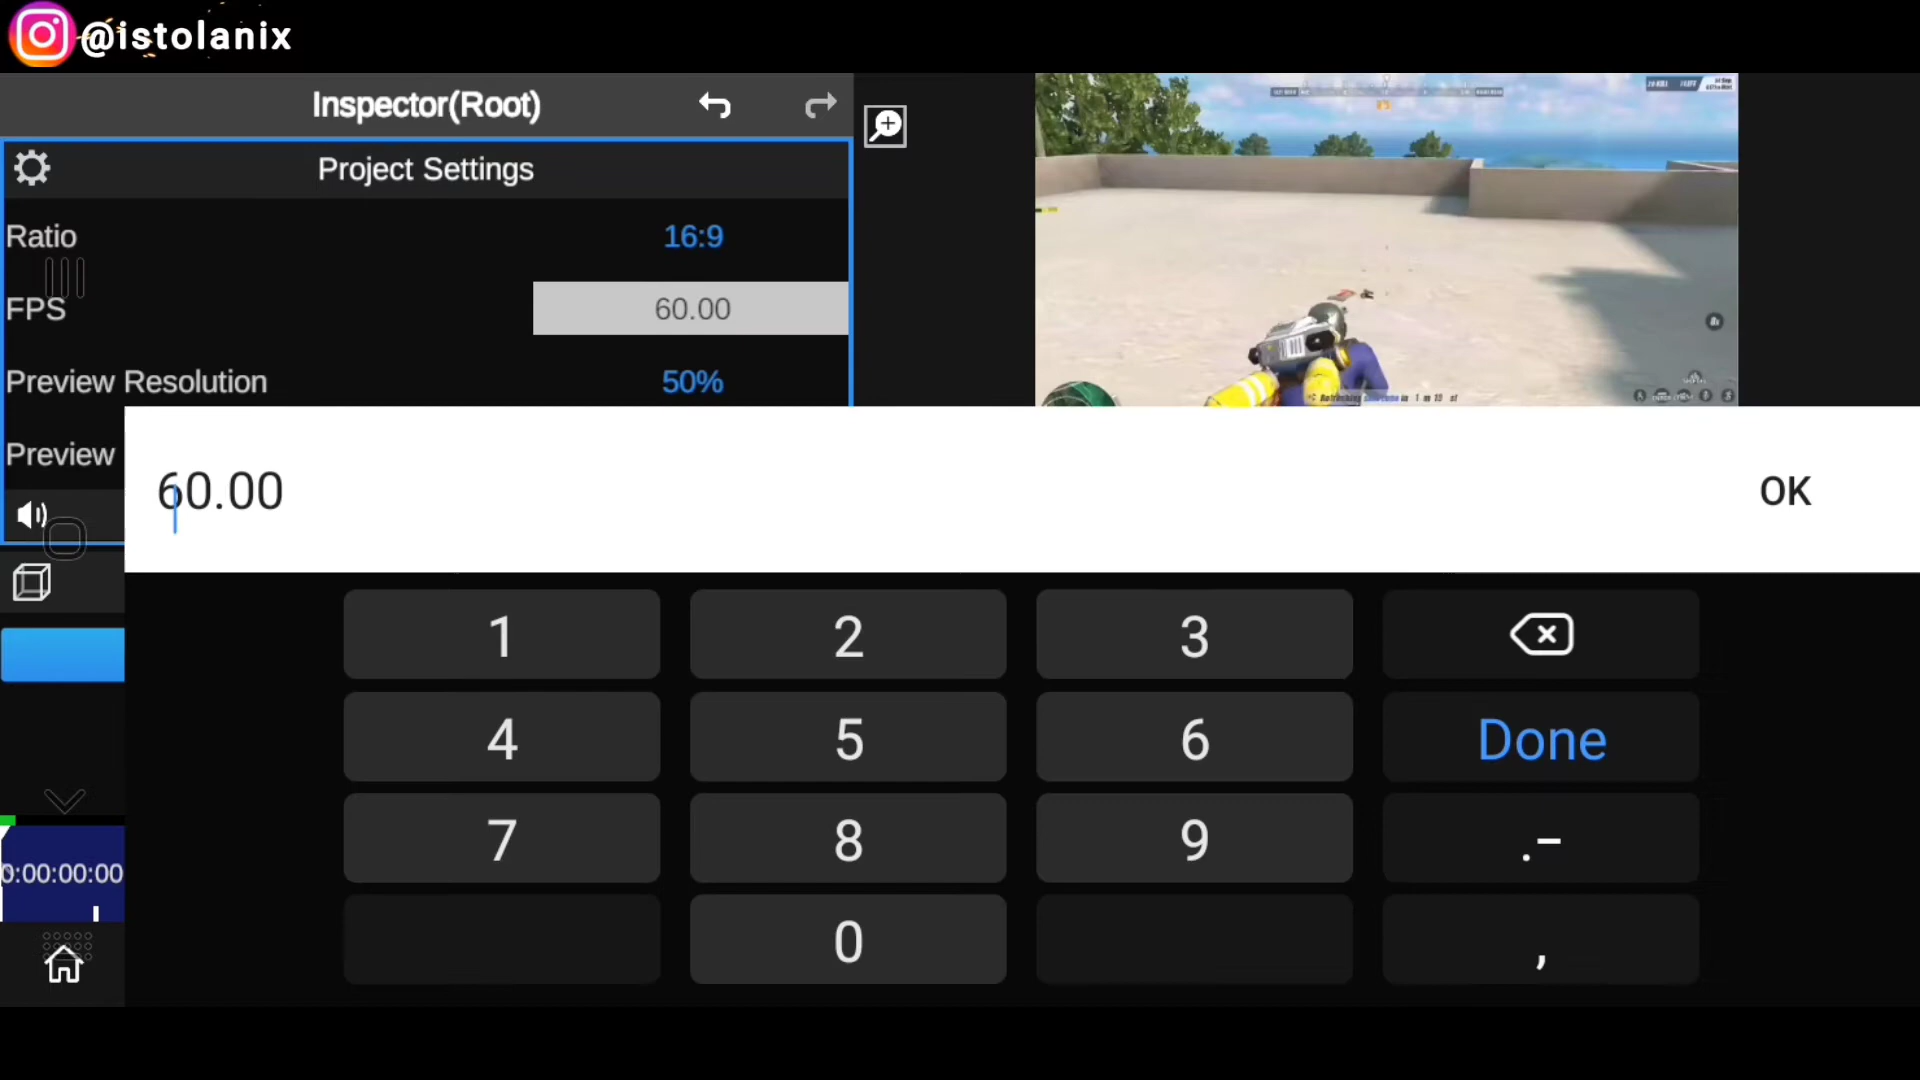 @istolanix
Inspector(Root)
Project Settings
Ratio
16:9
FPS
60.00
Preview Resolution
50%
Preview
60.00
OK
1
2
3
4
5
6
Done
7
8
9
.-
0
,
0:00:00:00